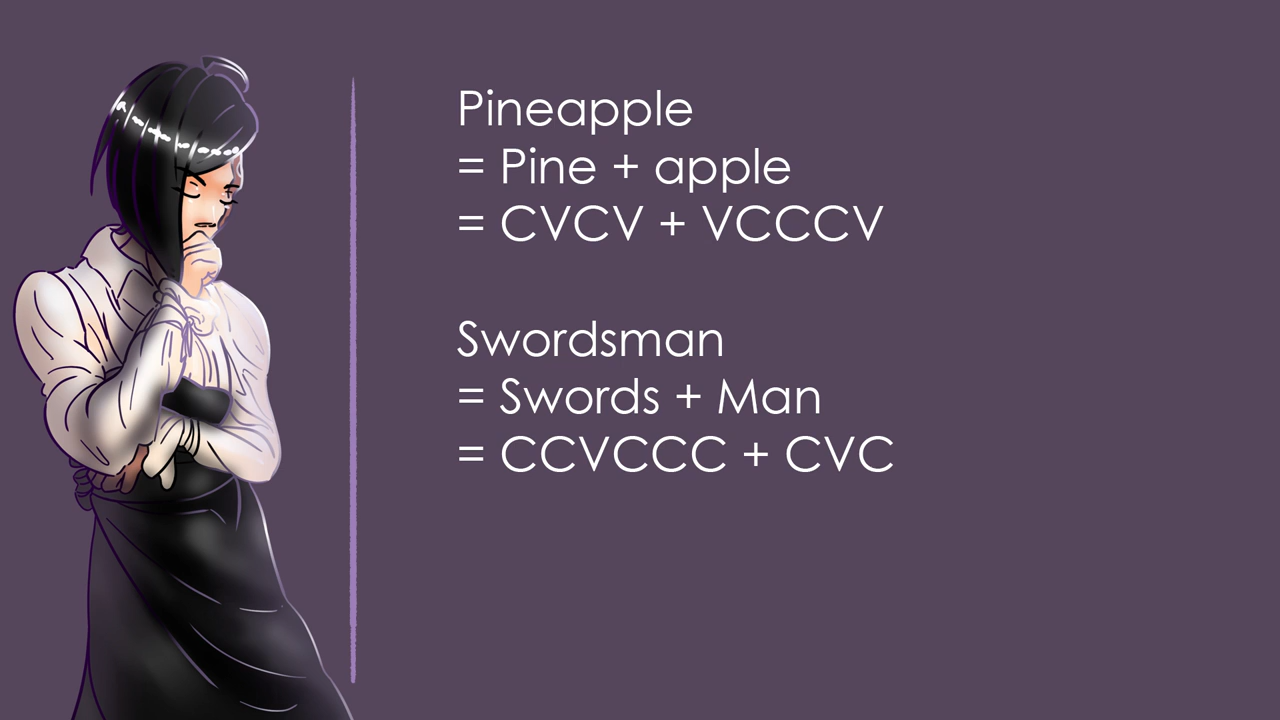 Pineapple
= Pine + apple
= CVCV + VCCCV
Swordsman
= Swords + Man
= CCVCCC + CVC